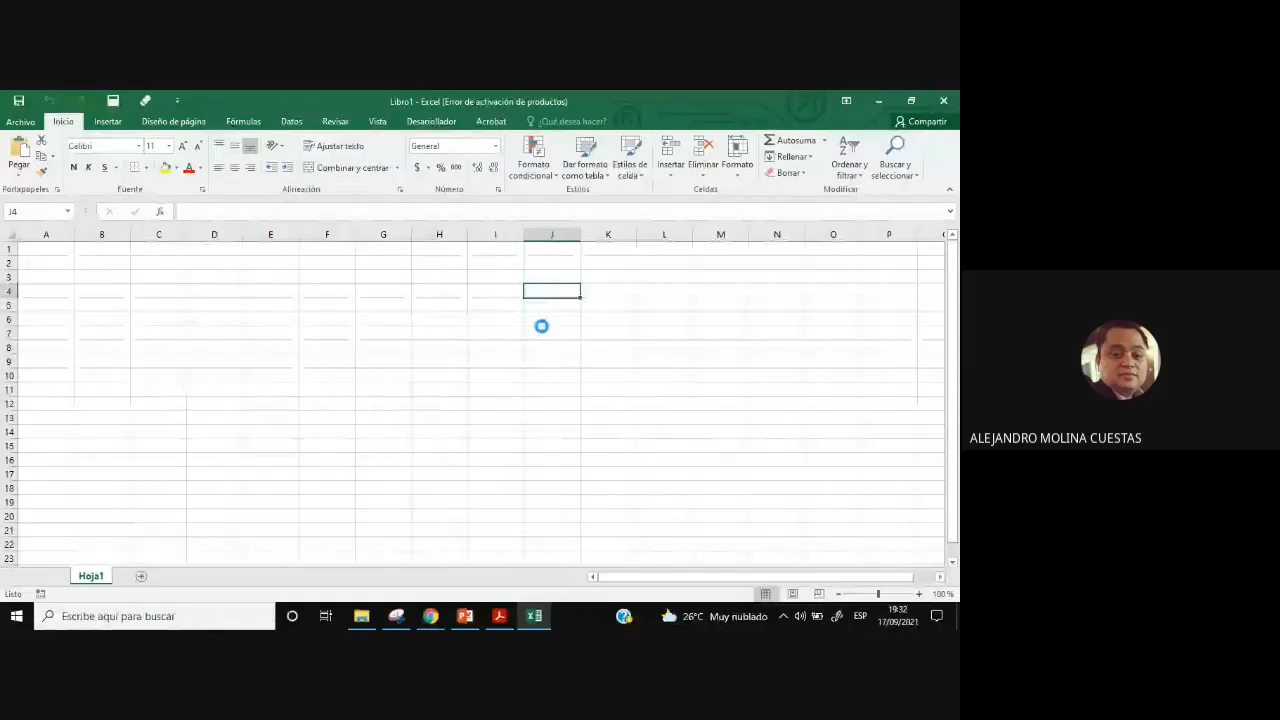 Libro1 - Excel (Error de activación de productos)
Archivo Inicio Insertar Diseño de página Fórmulas Datos Revisar Vista Desarrollador Acrobat ¿Qué desea hacer? Compartir
Pegar
Calibri 11
N K S
Ajustar texto
Combinar y centrar
General
$ % 000
Formato condicional
Dar formato como tabla
Estilos de celda
Insertar Eliminar Formato
Autosuma
Rellenar
Borrar
Ordenar y filtrar
Buscar y seleccionar
Portapapeles Fuente Alineación Número Estilos Celdas Modificar
J4 fx
A B C D E F G H I J K L M N O P
1
2
3
4
5
6
7
8
9
10
11
12
13
14
15
16
17
18
19
20
21
22
23
Hoja1
Listo 100 %
Escribe aquí para buscar
26°C Muy nublado ESP
19:32
17/09/2021
ALEJANDRO MOLINA CUESTAS